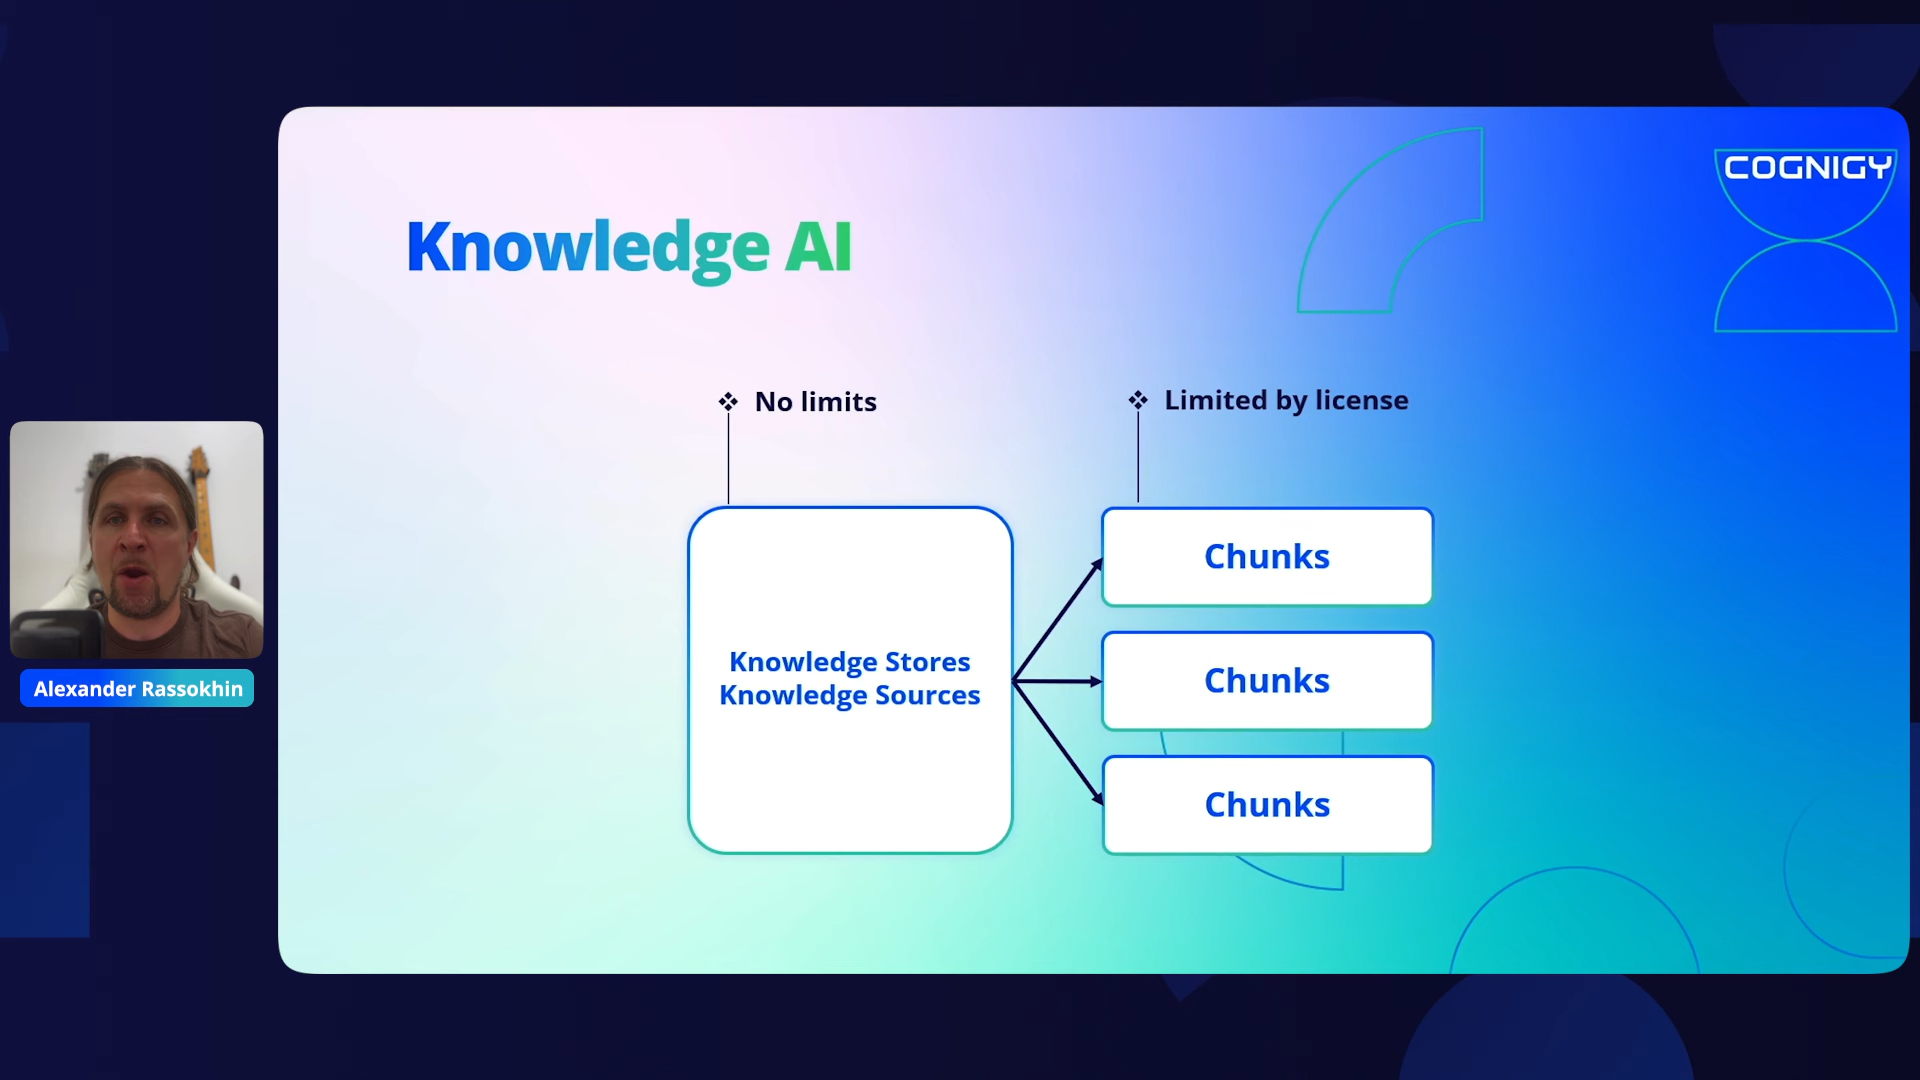 COGNIGY
Knowledge AI
❖ No limits
❖ Limited by license
Knowledge Stores
Knowledge Sources
Chunks
Chunks
Chunks
Alexander Rassokhin